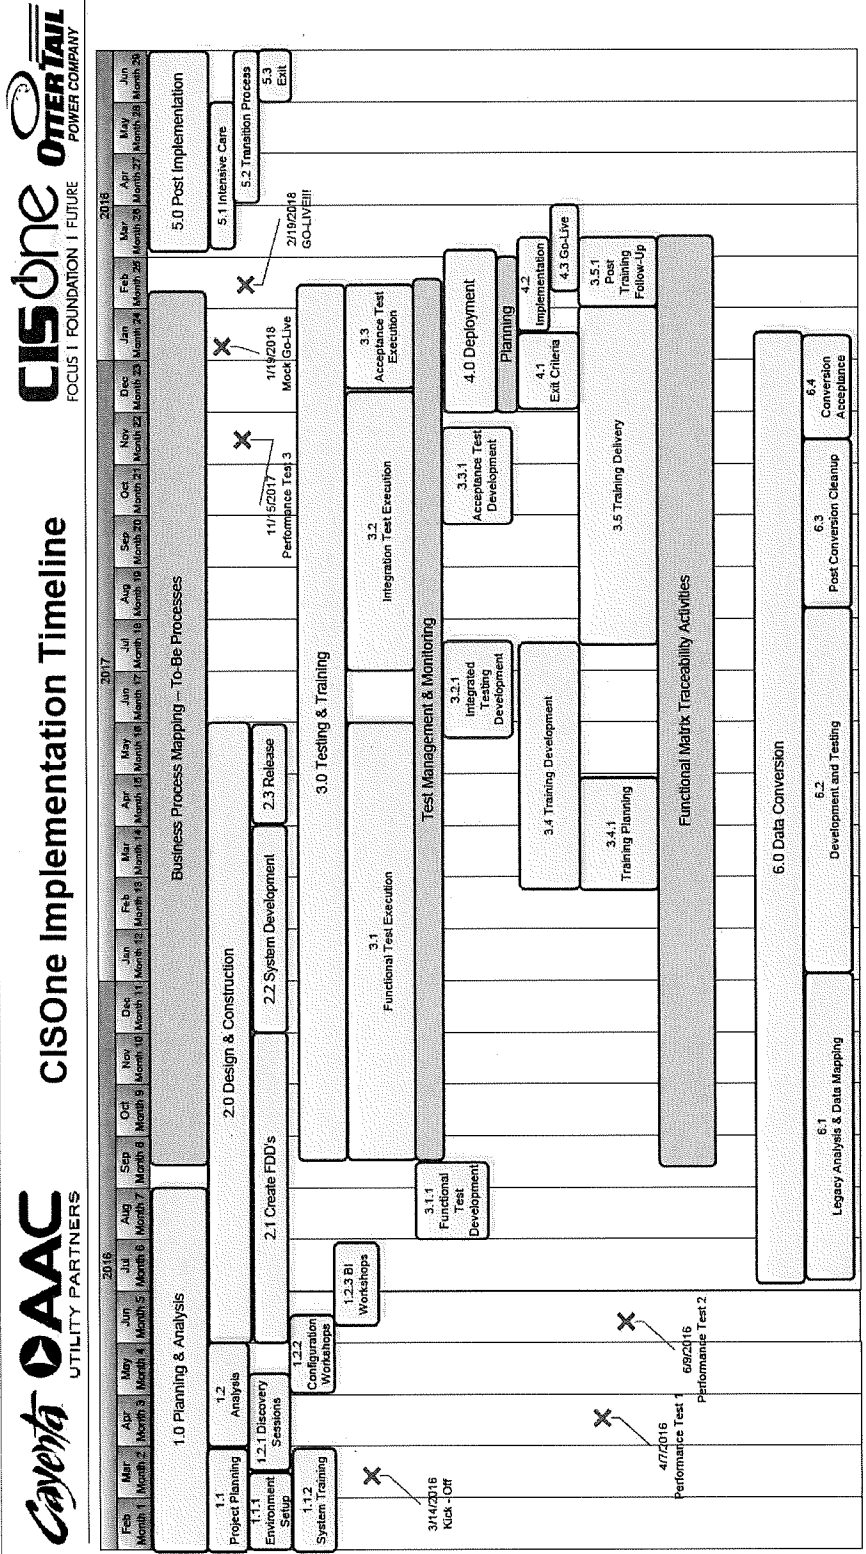 Cayenta
AAC
UTILITY PARTNERS
CISOne Implementation Timeline
CISOne
FOCUS I FOUNDATION I FUTURE
OTTERTAIL
POWER COMPANY
2016
2017
2018
Feb
Month 1
Mar
Month 2
Apr
Month 3
May
Month 4
Jun
Month 5
Jul
Month 6
Aug
Month 7
Sep
Month 8
Oct
Month 9
Nov
Month 10
Dec
Month 11
Jan
Month 12
Feb
Month 13
Mar
Month 14
Apr
Month 15
May
Month 16
Jun
Month 17
Jul
Month 18
Aug
Month 19
Sep
Month 20
Oct
Month 21
Nov
Month 22
Dec
Month 23
Jan
Month 24
Feb
Month 25
Mar
Month 26
Apr
Month 27
May
Month 28
Jun
Month 29
1.0 Planning & Analysis
Business Process Mapping – To-Be Processes
5.0 Post Implementation
1.1
Project Planning
1.2
Analysis
2.0 Design & Construction
5.1 Intensive Care
5.2 Transition Process
5.3
Exit
1.1.1
Environment
Setup
1.2.1 Discovery
Sessions
2.1 Create FDD's
2.2 System Development
2.3 Release
1.1.2
System Training
1.2.2
Configuration
Workshops
1.2.3 BI
Workshops
11/15/2017
Performance Test 3
1/19/2018
Mock Go-Live
2/19/2018
GO-LIVE!!!
3.0 Testing & Training
3.1
Functional Test Execution
3.2
Integration Test Execution
3.3
Acceptance Test
Execution
3/14/2016
Kick - Off
Test Management & Monitoring
3.1.1
Functional
Test
Development
3.2.1
Integrated
Testing
Development
3.3.1
Acceptance Test
Development
4.0 Deployment
Planning
4.1
Exit Criteria
4.2
Implementation
4.3 Go-Live
3.4 Training Development
3.4.1
Training Planning
3.5 Training Delivery
3.5.1
Post
Training
Follow-Up
4/7/2016
Performance Test 1
6/9/2016
Performance Test 2
Functional Matrix Traceability Activities
6.0 Data Conversion
6.1
Legacy Analysis & Data Mapping
6.2
Development and Testing
6.3
Post Conversion Cleanup
6.4
Conversion
Acceptance